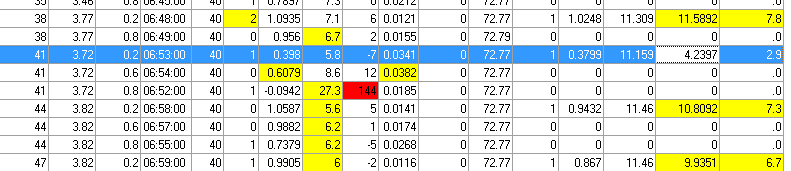 38 3.77 0.2 06:48:00 40 2 1.0935 7.1 6 0.0121 0 72.77 1 1.0248 11.309 11.5892 7.8
38 3.77 0.8 06:49:00 40 0 0.956 6.7 2 0.0155 0 72.79 0 0 0 0 .0
41 3.72 0.2 06:53:00 40 1 0.398 5.8 -7 0.0341 0 72.77 1 0.3799 11.159 4.2397 2.9
41 3.72 0.6 06:54:00 40 0 0.6079 8.6 12 0.0382 0 72.77 0 0 0 0 .0
41 3.72 0.8 06:52:00 40 1 -0.0942 27.3 144 0.0185 0 72.77 0 0 0 0 .0
44 3.82 0.2 06:58:00 40 1 1.0587 5.6 5 0.0141 0 72.77 1 0.9432 11.46 10.8092 7.3
44 3.82 0.6 06:57:00 40 0 0.9882 6.2 1 0.0174 0 72.77 0 0 0 0 .0
44 3.82 0.8 06:55:00 40 1 0.7379 6.2 -5 0.0268 0 72.77 0 0 0 0 .0
47 3.82 0.2 06:59:00 40 1 0.9905 6 -2 0.0116 0 72.77 1 0.867 11.46 9.9351 6.7